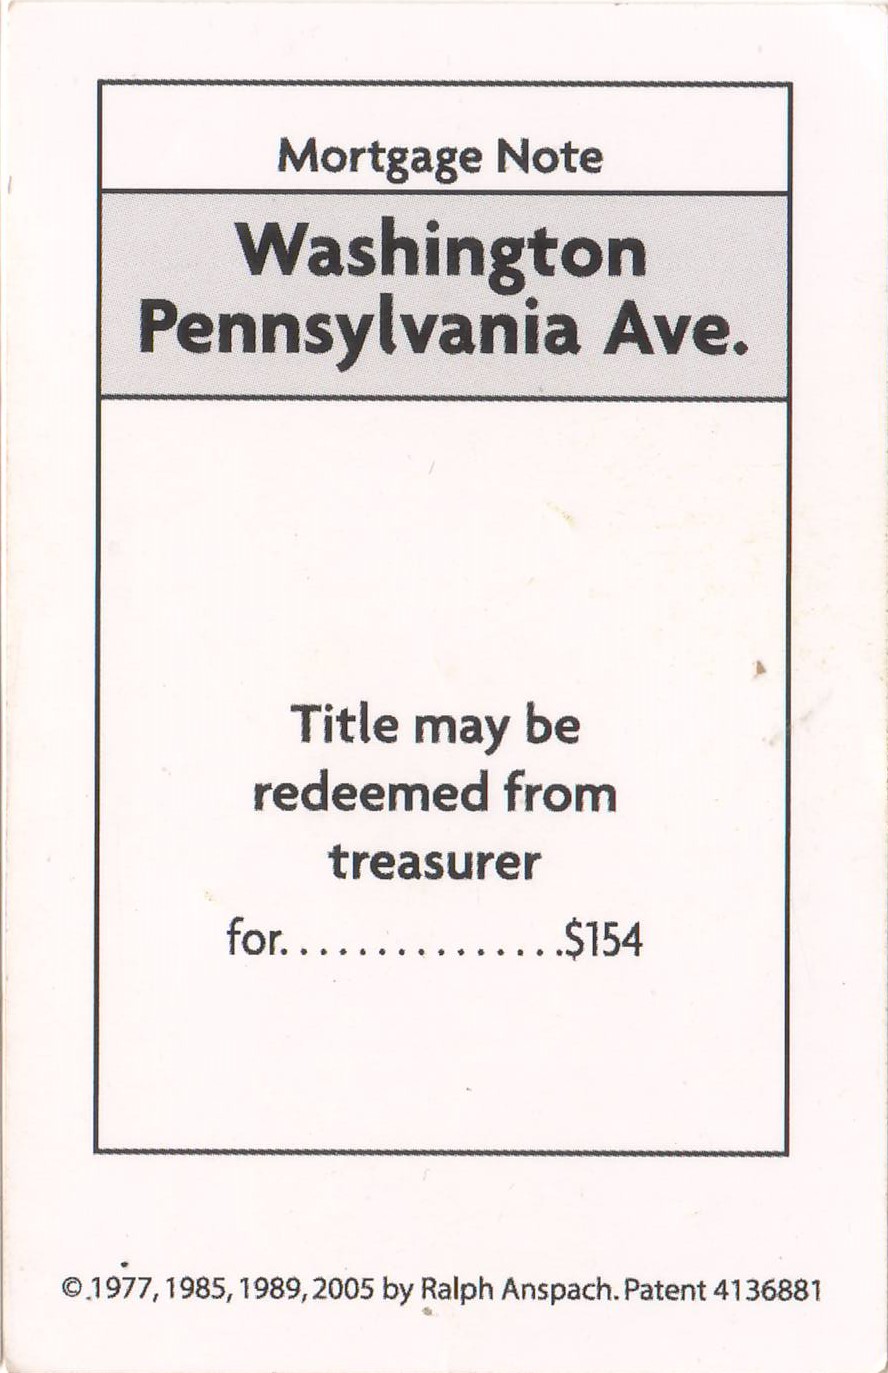 Mortgage Note
Washington
Pennsylvania Ave.
Title may be
redeemed from
treasurer
for...............$154
© 1977, 1985, 1989, 2005 by Ralph Anspach. Patent 4136881